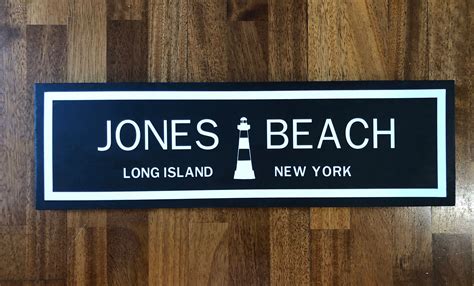 JONES BEACH
LONG ISLAND NEW YORK